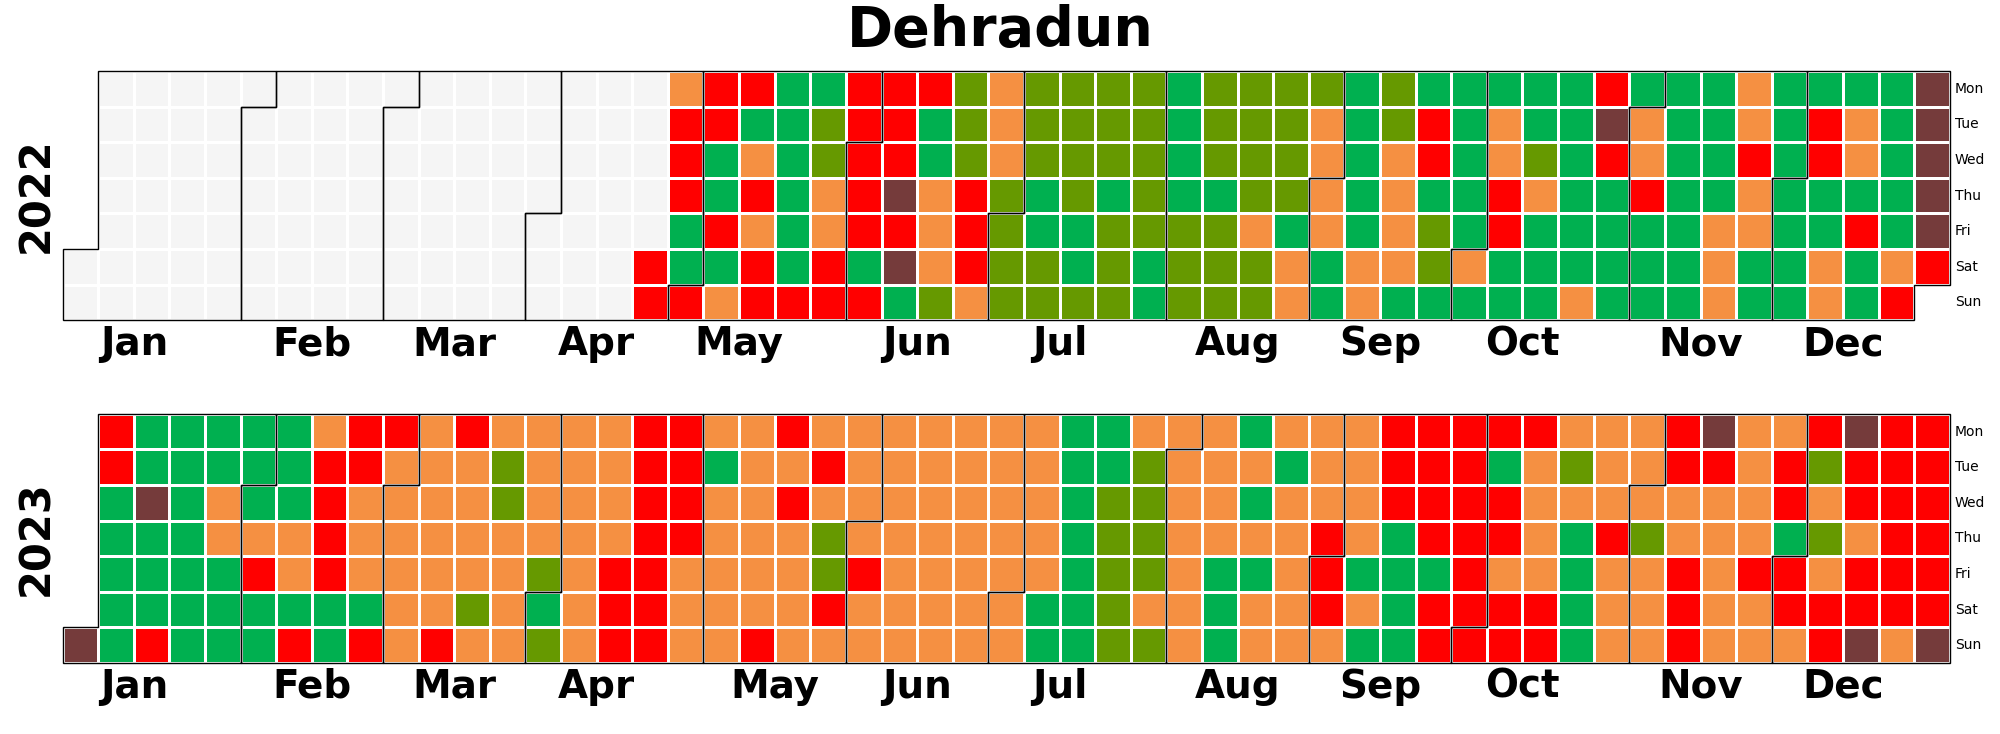 Dehradun
2022
Mon
Tue
Wed
Thu
Fri
Sat
Sun
Jan Feb Mar Apr May Jun Jul Aug Sep Oct Nov Dec
2023
Mon
Tue
Wed
Thu
Fri
Sat
Sun
Jan Feb Mar Apr May Jun Jul Aug Sep Oct Nov Dec